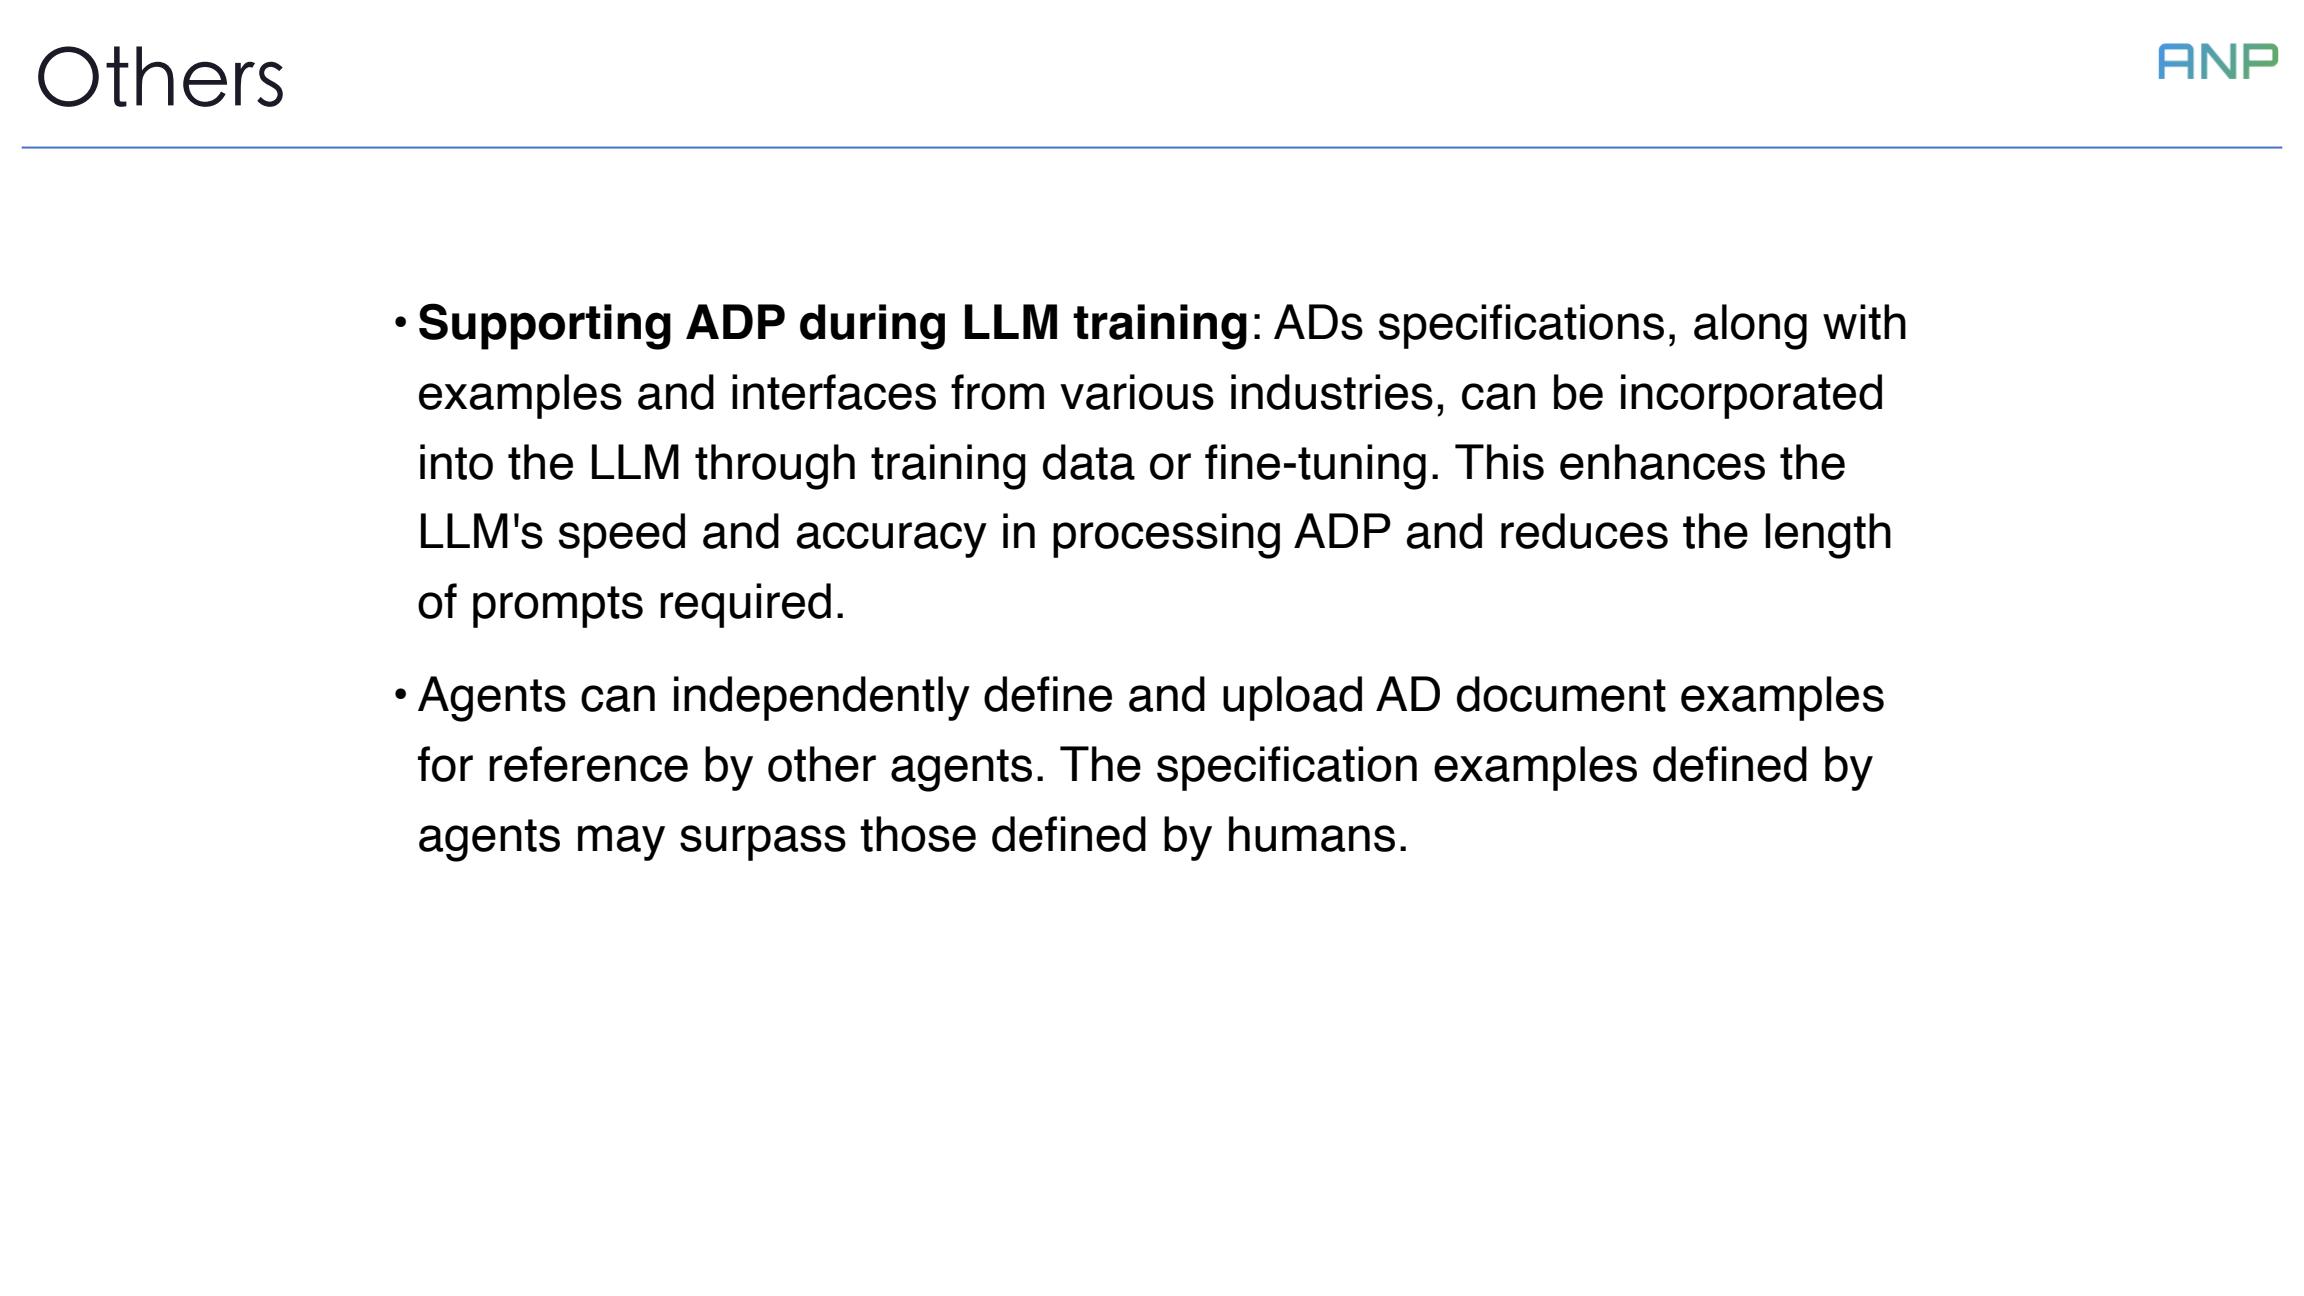 Others
ANP
• Supporting ADP during LLM training: ADs specifications, along with
examples and interfaces from various industries, can be incorporated
into the LLM through training data or fine-tuning. This enhances the
LLM's speed and accuracy in processing ADP and reduces the length
of prompts required.
• Agents can independently define and upload AD document examples
for reference by other agents. The specification examples defined by
agents may surpass those defined by humans.